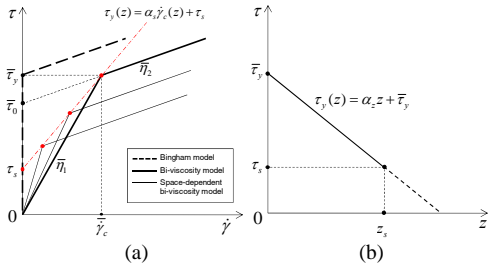 τ
τ_y(z)=α_sγ̇_c(z)+τ_s
τ̅_y
τ̅_0
τ_s
η̅_2
η̅_1
Bingham model
Bi-viscosity model
Space-dependent
bi-viscosity model
0
γ̅̇_c
γ̇
(a)
τ
τ̅_y
τ_y(z)=α_z z+τ̅_y
τ_s
0
z_s
z
(b)